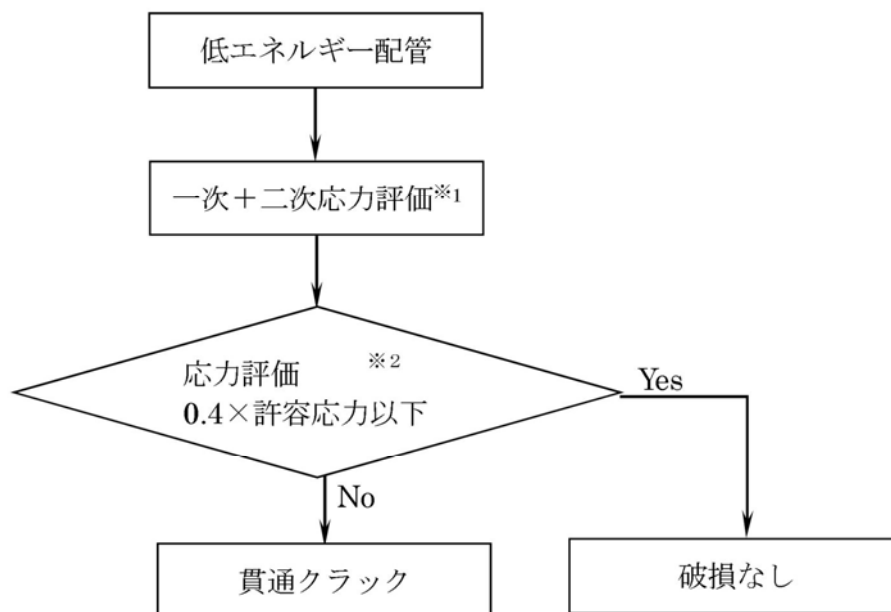 低エネルギー配管
一次＋二次応力評価※1
応力評価 ※2
0.4×許容応力以下
Yes
No
貫通クラック
破損なし